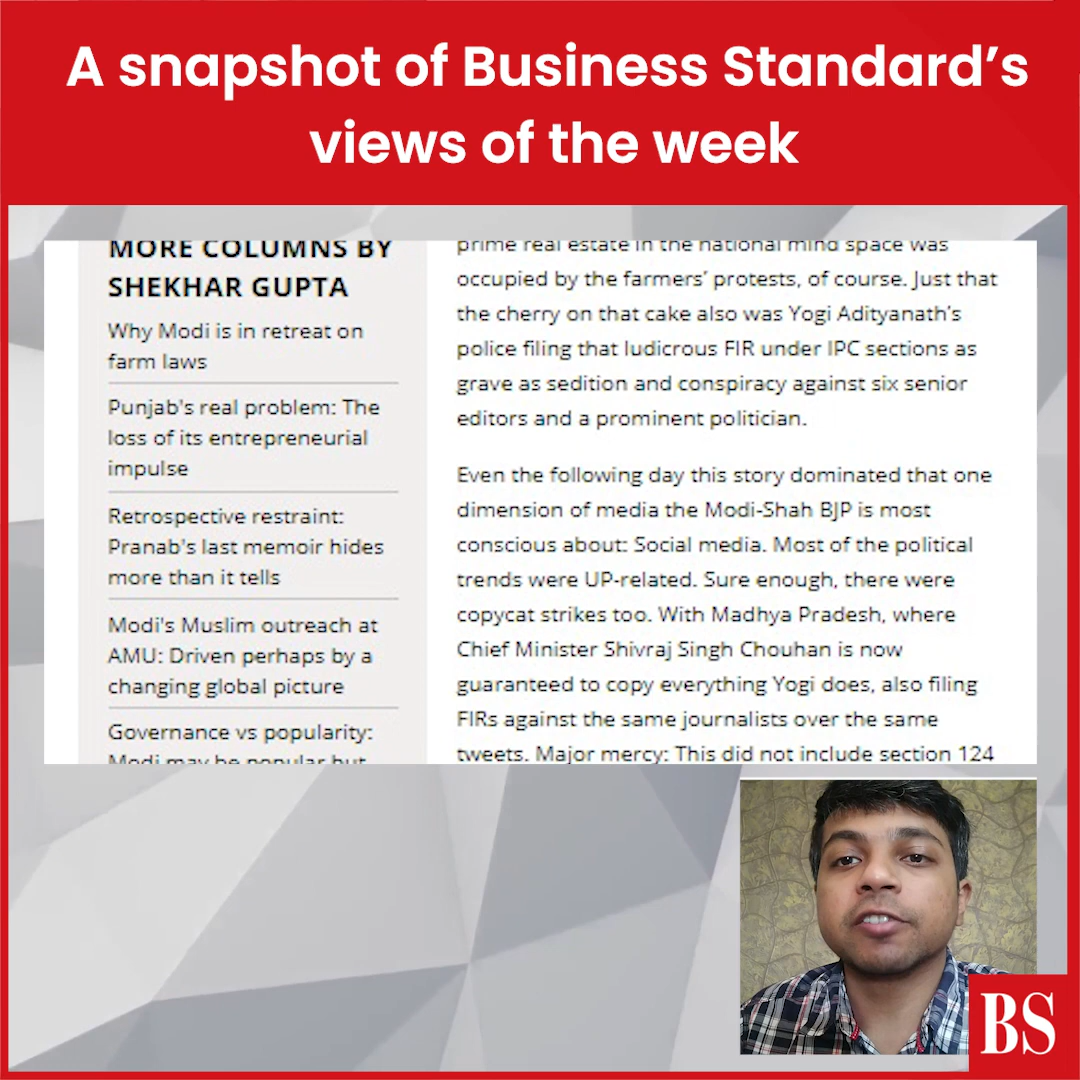 A snapshot of Business Standard's
views of the week
MORE COLUMNS BY
SHEKHAR GUPTA
Why Modi is in retreat on
farm laws
Punjab's real problem: The
loss of its entrepreneurial
impulse
Retrospective restraint:
Pranab's last memoir hides
more than it tells
Modi's Muslim outreach at
AMU: Driven perhaps by a
changing global picture
Governance vs popularity:
Modi may be popular but
prime real estate in the national mind space was
occupied by the farmers' protests, of course. Just that
the cherry on that cake also was Yogi Adityanath's
police filing that ludicrous FIR under IPC sections as
grave as sedition and conspiracy against six senior
editors and a prominent politician.
Even the following day this story dominated that one
dimension of media the Modi-Shah BJP is most
conscious about: Social media. Most of the political
trends were UP-related. Sure enough, there were
copycat strikes too. With Madhya Pradesh, where
Chief Minister Shivraj Singh Chouhan is now
guaranteed to copy everything Yogi does, also filing
FIRs against the same journalists over the same
tweets. Major mercy: This did not include section 124
BS